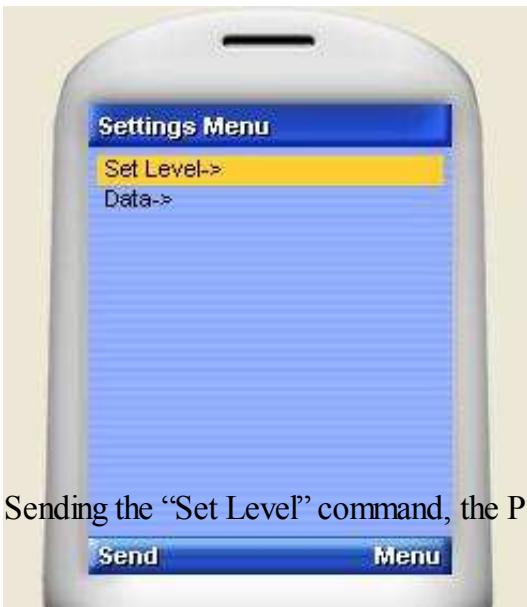 Settings Menu
Set Level->
Data->
Sending the “Set Level” command, the P
Send Menu